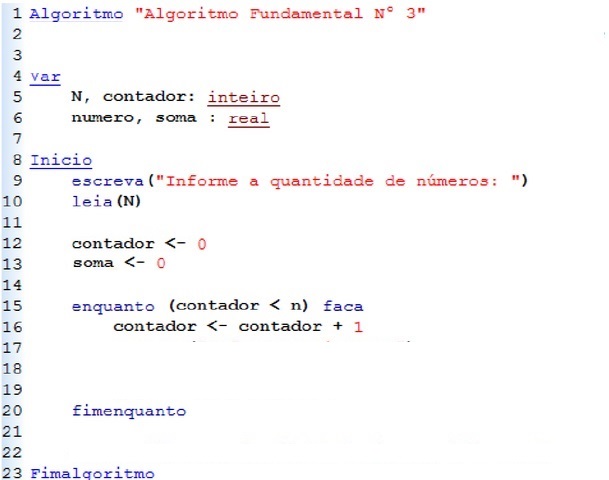 1 Algoritmo "Algoritmo Fundamental N° 3"
2
3
4 var
5 N, contador: inteiro
6 numero, soma : real
7
8 Inicio
9 escreva("Informe a quantidade de números: ")
10 leia(N)
11
12 contador <- 0
13 soma <- 0
14
15 enquanto (contador < n) faca
16 contador <- contador + 1
17
18
19
20 fimenquanto
21
22
23 Fimalgoritmo